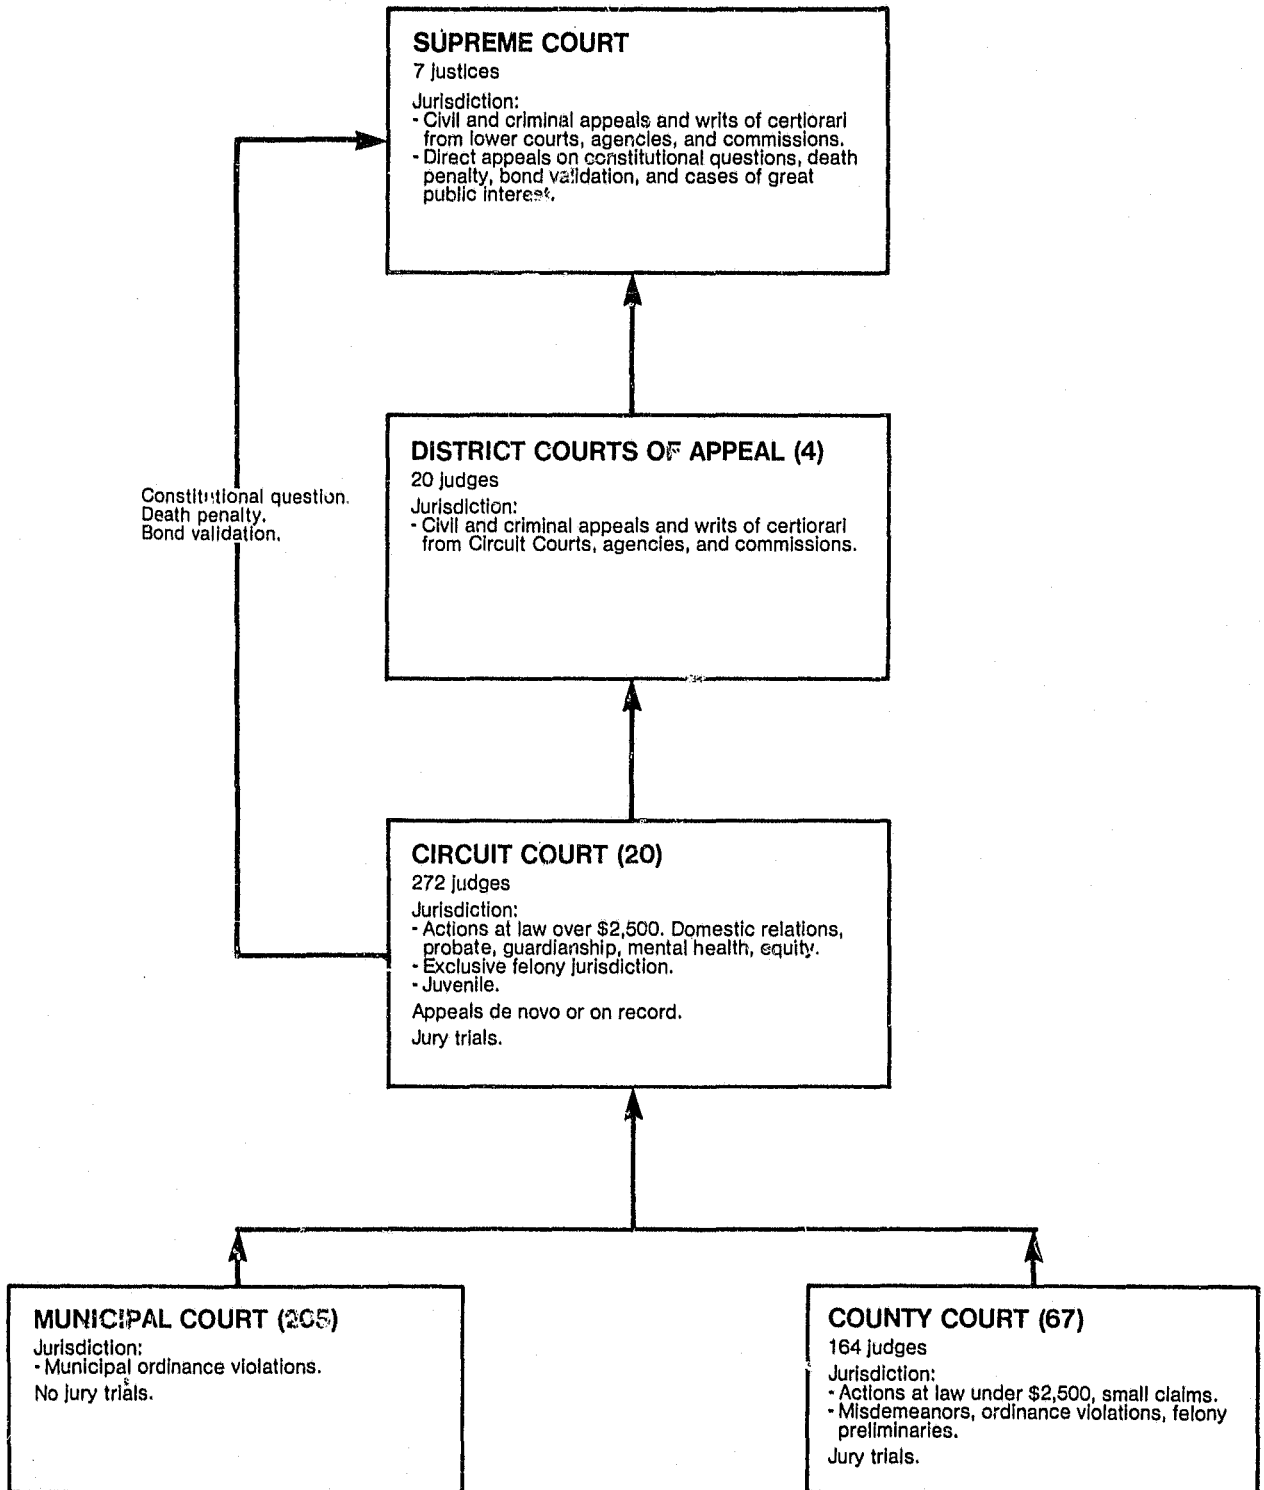 SUPREME COURT
7 justices
Jurisdiction:
- Civil and criminal appeals and writs of certiorari
from lower courts, agencies, and commissions.
- Direct appeals on constitutional questions, death
penalty, bond validation, and cases of great
public interest.
Constitutional question.
Death penalty.
Bond validation.
DISTRICT COURTS OF APPEAL (4)
20 judges
Jurisdiction:
- Civil and criminal appeals and writs of certiorari
from Circuit Courts, agencies, and commissions.
CIRCUIT COURT (20)
272 judges
Jurisdiction:
- Actions at law over $2,500. Domestic relations,
probate, guardianship, mental health, equity.
- Exclusive felony jurisdiction.
- Juvenile.
Appeals de novo or on record.
Jury trials.
MUNICIPAL COURT (205)
Jurisdiction:
- Municipal ordinance violations.
No jury trials.
COUNTY COURT (67)
164 judges
Jurisdiction:
- Actions at law under $2,500, small claims.
- Misdemeanors, ordinance violations, felony
preliminaries.
Jury trials.